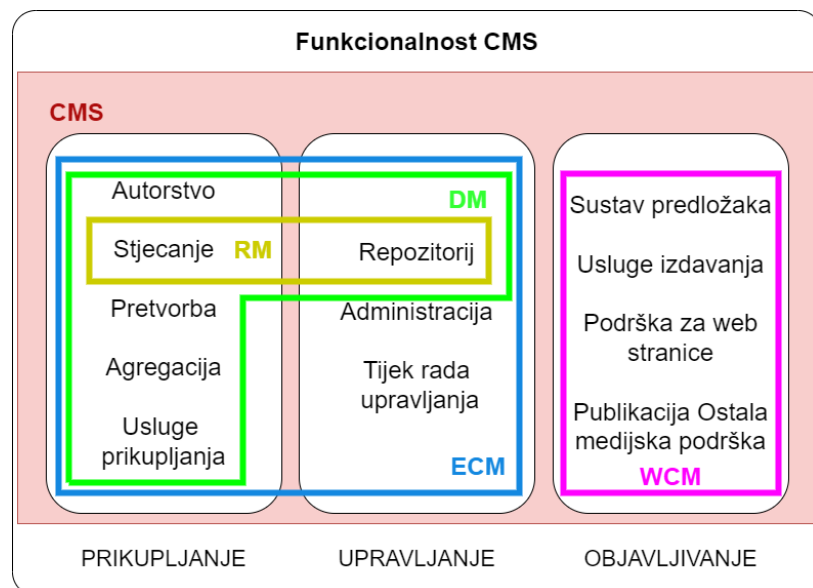 Funkcionalnost CMS
CMS
Autorstvo
DM
Stjecanje
RM
Repozitorij
Pretvorba
Administracija
Agregacija
Tijek rada
upravljanja
Usluge
prikupljanja
ECM
Sustav predložaka
Usluge izdavanja
Podrška za web
stranice
Publikacija Ostala
medijska podrška
WCM
PRIKUPLJANJE
UPRAVLJANJE
OBJAVLJIVANJE